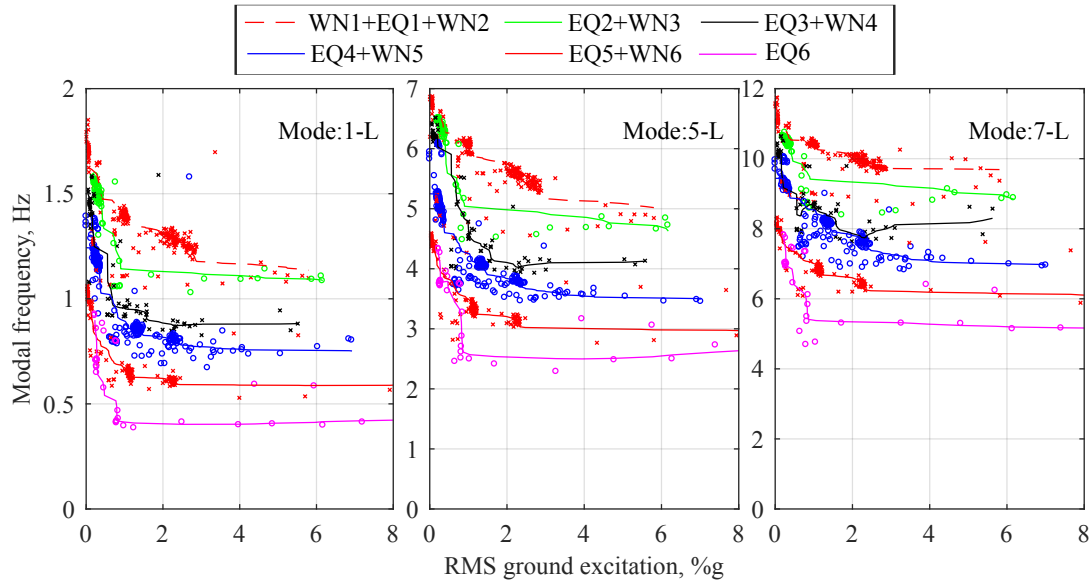 WN1+EQ1+WN2 EQ2+WN3 EQ3+WN4
EQ4+WN5 EQ5+WN6 EQ6
Modal frequency, Hz
Mode:1-L
2
1.5
1
0.5
0
0 2 4 6 8
Mode:5-L
7
6
5
4
3
2
1
0
0 2 4 6 8
Mode:7-L
12
10
8
6
4
2
0
0 2 4 6 8
RMS ground excitation, %g